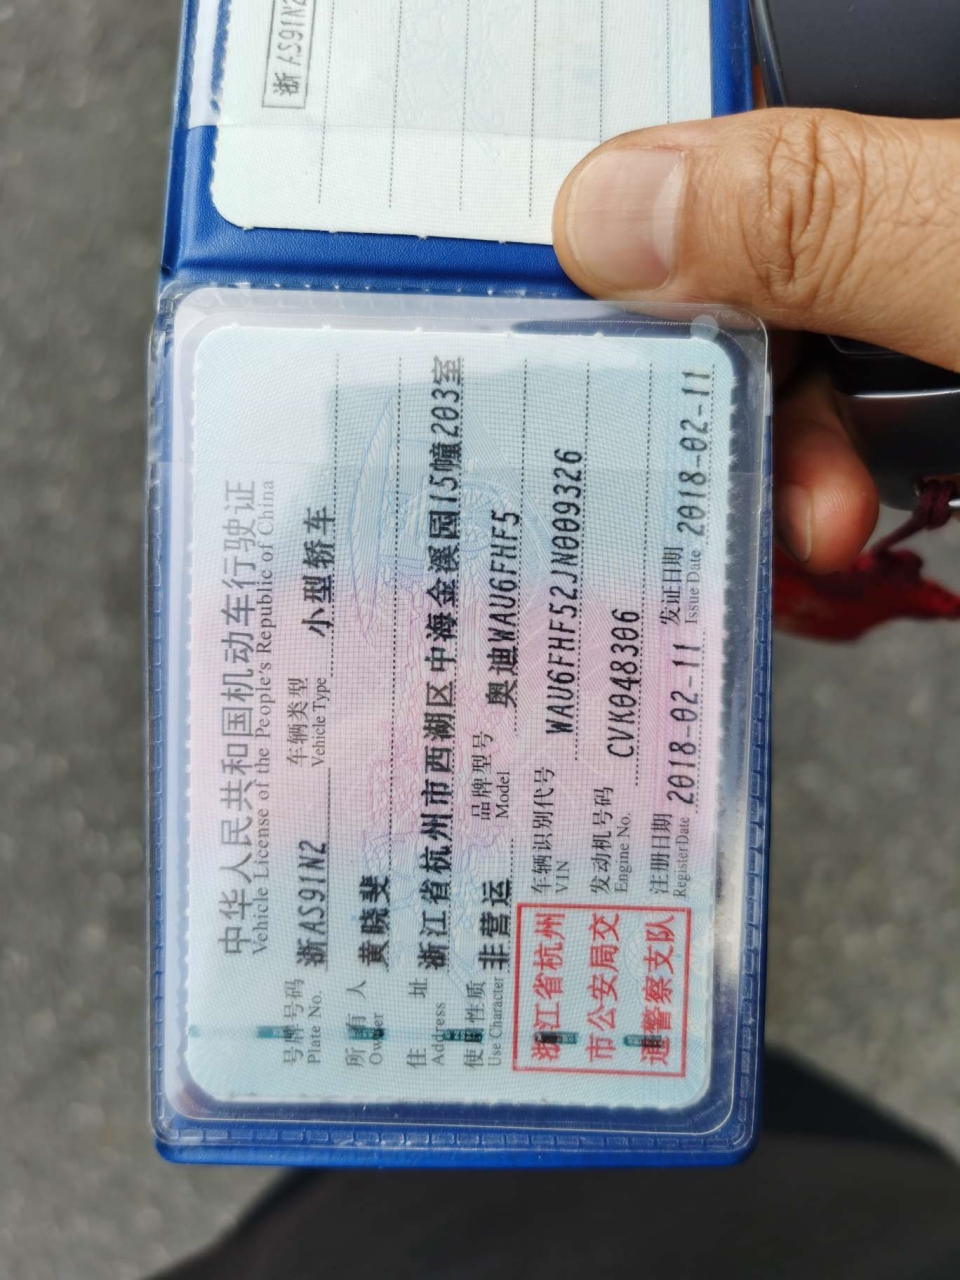 浙AS91N2
中华人民共和国机动车行驶证
Vehicle License of the People's Republic of China
号牌号码 浙AS91N2 车辆类型 小型轿车
Plate No. Vehicle Type
所有人 黄晓斐
Owner
住址 浙江省杭州市西湖区中海金溪园15幢203室
Address
使用性质 非营运 品牌型号 奥迪WAU6FHF5
Use Character Model
浙江省杭州
市公安局交
通警察支队
车辆识别代号 WAU6FHF52JN009326
VIN
发动机号码 CVK048306
Engine No.
注册日期 2018-02-11 发证日期 2018-02-11
Register Date Issue Date